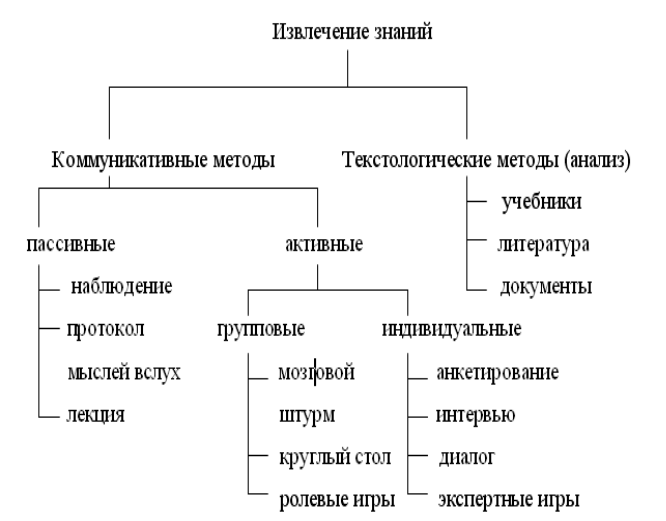 Извлечение знаний
Коммуникативные методы
Текстологические методы (анализ)
учебники
литература
документы
пассивные
наблюдение
протокол
мыслей вслух
лекция
активные
групповые
мозговой
штурм
круглый стол
ролевые игры
индивидуальные
анкетирование
интервью
диалог
экспертные игры